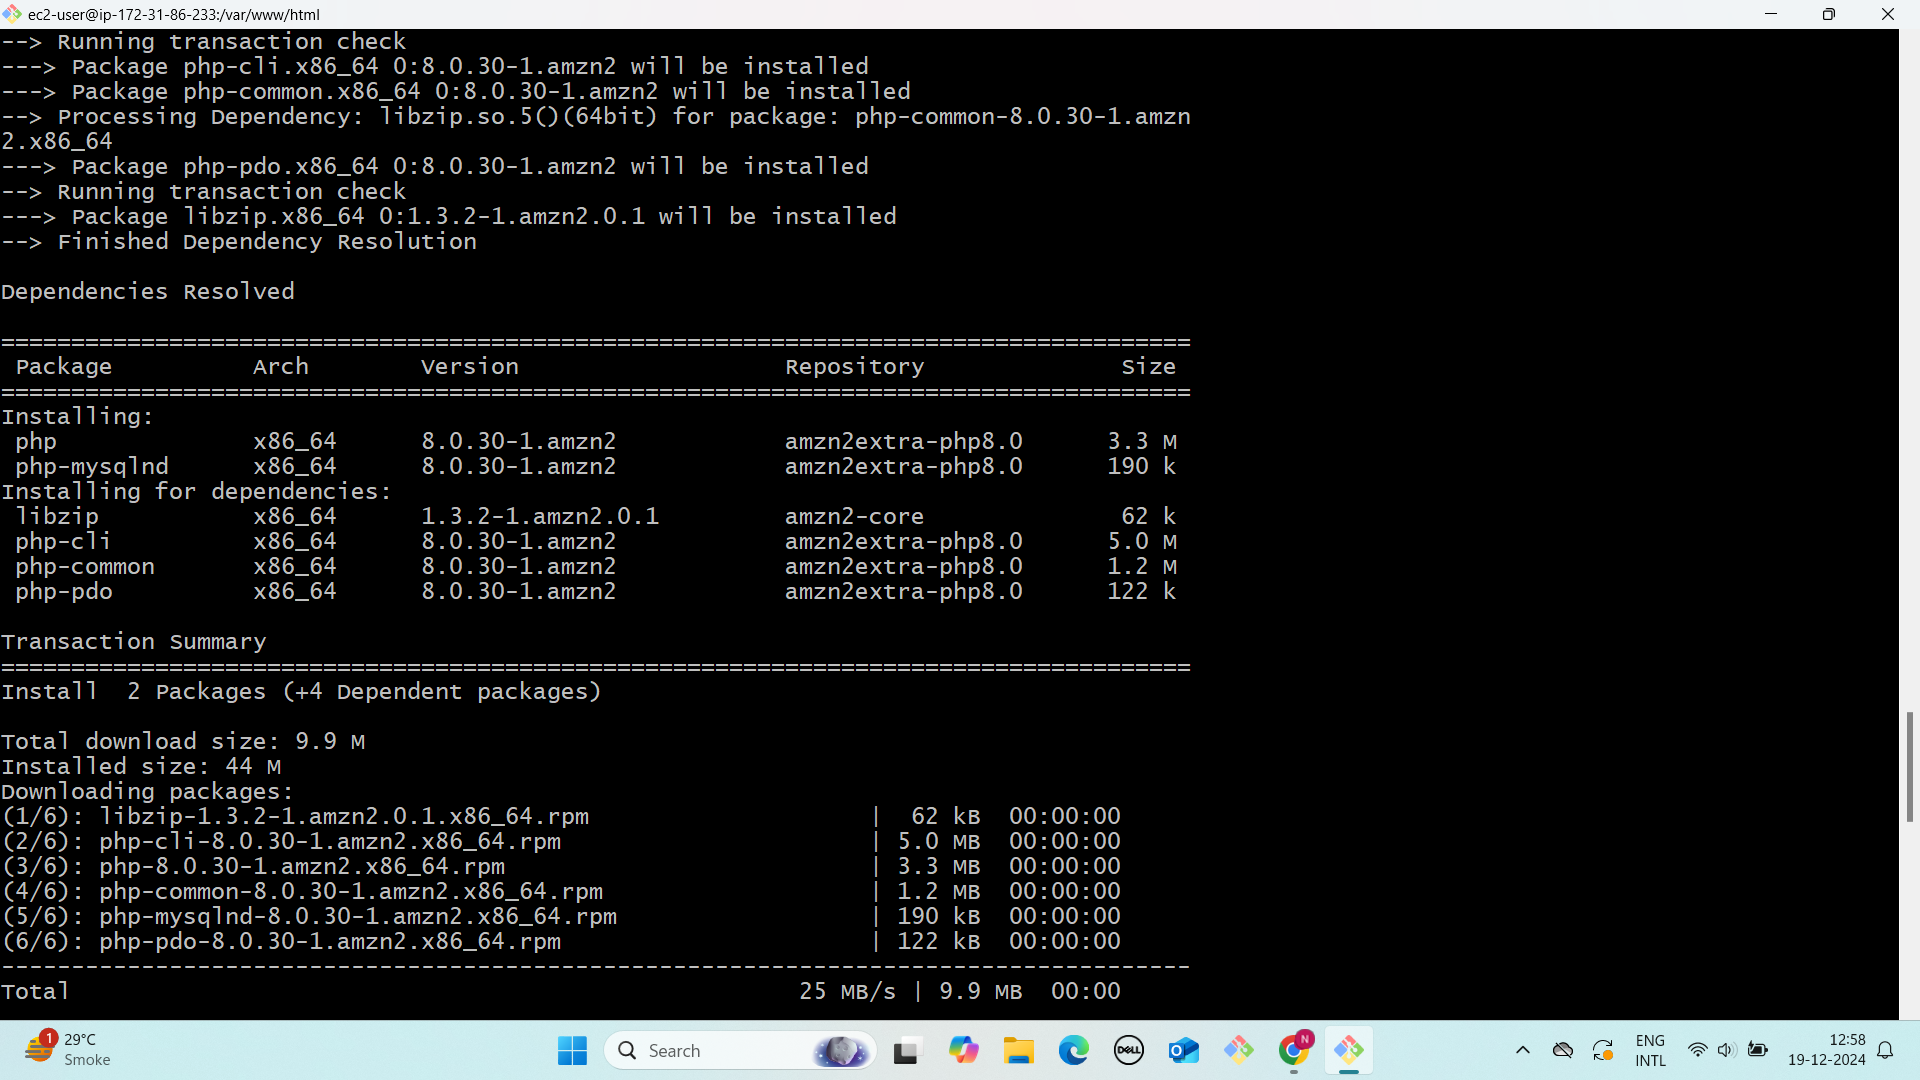 ec2-user@ip-172-31-86-233:/var/www/html
--> Running transaction check
---> Package php-cli.x86_64 0:8.0.30-1.amzn2 will be installed
---> Package php-common.x86_64 0:8.0.30-1.amzn2 will be installed
--> Processing Dependency: libzip.so.5()(64bit) for package: php-common-8.0.30-1.amzn
2.x86_64
---> Package php-pdo.x86_64 0:8.0.30-1.amzn2 will be installed
--> Running transaction check
---> Package libzip.x86_64 0:1.3.2-1.amzn2.0.1 will be installed
--> Finished Dependency Resolution
Dependencies Resolved
=====================================================================================
Package Arch Version Repository Size
=====================================================================================
Installing:
php x86_64 8.0.30-1.amzn2 amzn2extra-php8.0 3.3 M
php-mysqlnd x86_64 8.0.30-1.amzn2 amzn2extra-php8.0 190 k
Installing for dependencies:
libzip x86_64 1.3.2-1.amzn2.0.1 amzn2-core 62 k
php-cli x86_64 8.0.30-1.amzn2 amzn2extra-php8.0 5.0 M
php-common x86_64 8.0.30-1.amzn2 amzn2extra-php8.0 1.2 M
php-pdo x86_64 8.0.30-1.amzn2 amzn2extra-php8.0 122 k
Transaction Summary
=====================================================================================
Install 2 Packages (+4 Dependent packages)
Total download size: 9.9 M
Installed size: 44 M
Downloading packages:
(1/6): libzip-1.3.2-1.amzn2.0.1.x86_64.rpm | 62 kB 00:00:00
(2/6): php-cli-8.0.30-1.amzn2.x86_64.rpm | 5.0 MB 00:00:00
(3/6): php-8.0.30-1.amzn2.x86_64.rpm | 3.3 MB 00:00:00
(4/6): php-common-8.0.30-1.amzn2.x86_64.rpm | 1.2 MB 00:00:00
(5/6): php-mysqlnd-8.0.30-1.amzn2.x86_64.rpm | 190 kB 00:00:00
(6/6): php-pdo-8.0.30-1.amzn2.x86_64.rpm | 122 kB 00:00:00
-------------------------------------------------------------------------------------
Total 25 MB/s | 9.9 MB 00:00
1
29°C
Smoke
Search
DELL
N
ENG
INTL
12:58
19-12-2024